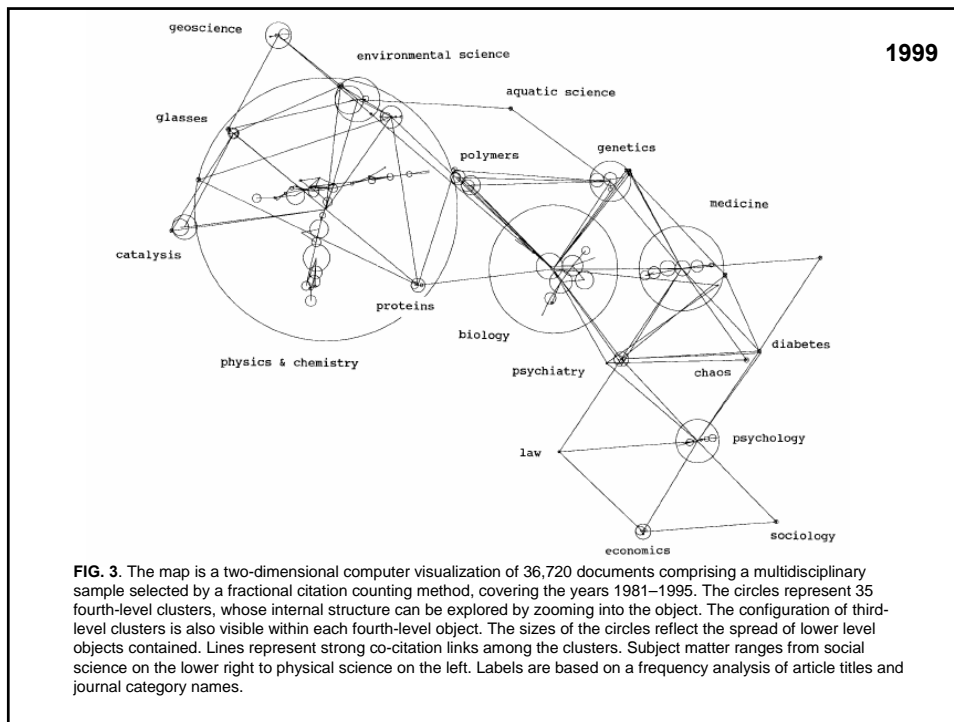 geoscience
1999
environmental science
aquatic science
glasses
genetics
polymers
medicine
catalysis
proteins
biology
diabetes
physics & chemistry
psychiatry
chaos
psychology
law
sociology
economics
FIG. 3. The map is a two-dimensional computer visualization of 36,720 documents comprising a multidisciplinary
sample selected by a fractional citation counting method, covering the years 1981–1995. The circles represent 35
fourth-level clusters, whose internal structure can be explored by zooming into the object. The configuration of third-
level clusters is also visible within each fourth-level object. The sizes of the circles reflect the spread of lower level
objects contained. Lines represent strong co-citation links among the clusters. Subject matter ranges from social
science on the lower right to physical science on the left. Labels are based on a frequency analysis of article titles and
journal category names.